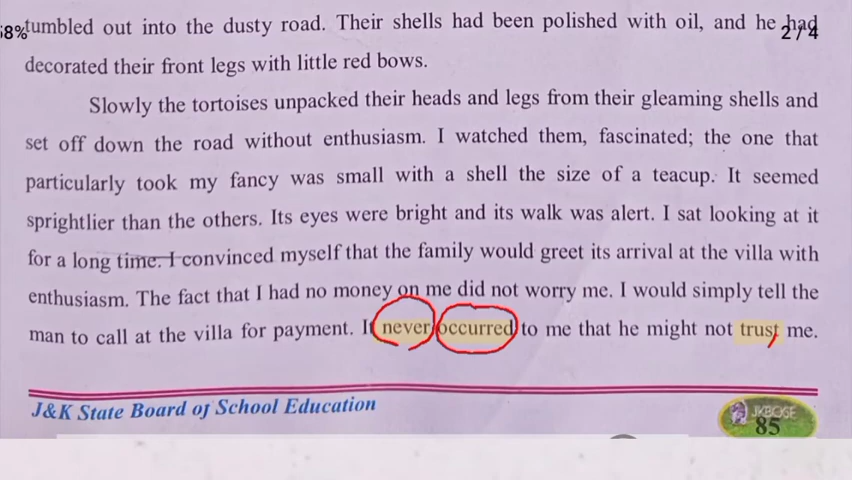 tumbled out into the dusty road. Their shells had been polished with oil, and he had
58% 2 / 4
decorated their front legs with little red bows.
Slowly the tortoises unpacked their heads and legs from their gleaming shells and
set off down the road without enthusiasm. I watched them, fascinated; the one that
particularly took my fancy was small with a shell the size of a teacup. It seemed
sprightlier than the others. Its eyes were bright and its walk was alert. I sat looking at it
for a long time. I convinced myself that the family would greet its arrival at the villa with
enthusiasm. The fact that I had no money on me did not worry me. I would simply tell the
man to call at the villa for payment. It never occurred to me that he might not trust me.
J&K State Board of School Education
JKBOSE
85